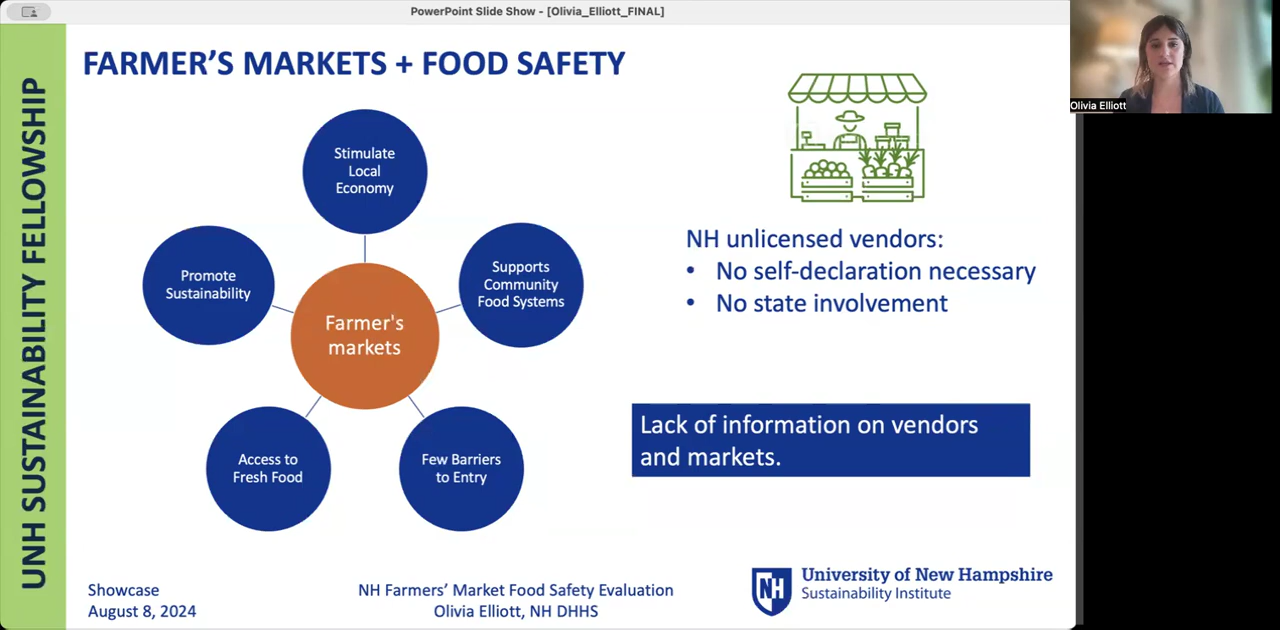 PowerPoint Slide Show - [Olivia_Elliott_FINAL]
UNH SUSTAINABILITY FELLOWSHIP
FARMER'S MARKETS + FOOD SAFETY
Stimulate
Local
Economy
Promote
Sustainability
Supports
Community
Food Systems
Farmer's
markets
Access to
Fresh Food
Few Barriers
to Entry
NH unlicensed vendors:
• No self-declaration necessary
• No state involvement
Lack of information on vendors
and markets.
Showcase
August 8, 2024
NH Farmers' Market Food Safety Evaluation
Olivia Elliott, NH DHHS
NH
University of New Hampshire
Sustainability Institute
Olivia Elliott